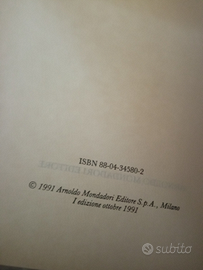 ISBN 88-04-34580-2
© 1991 Arnoldo Mondadori Editore S.p.A., Milano
I edizione ottobre 1991
subito